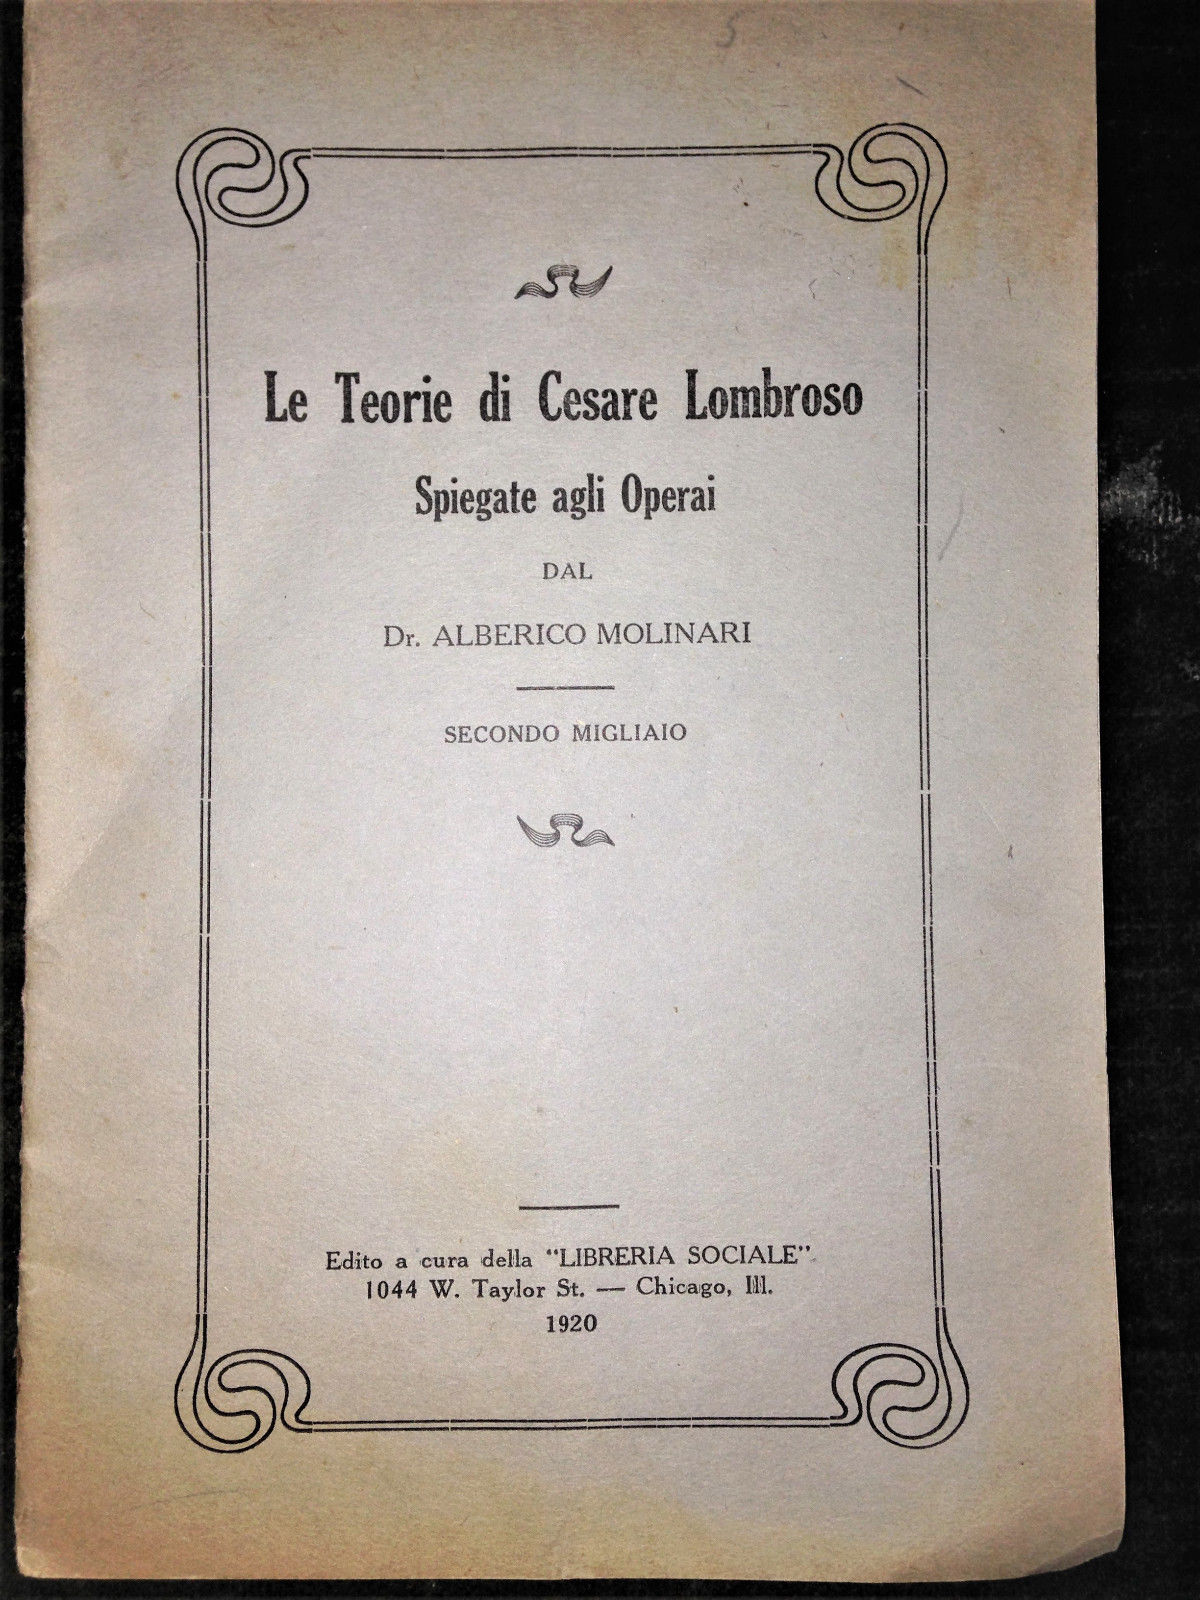 5
Le Teorie di Cesare Lombroso
Spiegate agli Operai
DAL
Dr. ALBERICO MOLINARI
SECONDO MIGLIAIO
Edito a cura della "LIBRERIA SOCIALE"
1044 W. Taylor St. — Chicago, Ill.
1920